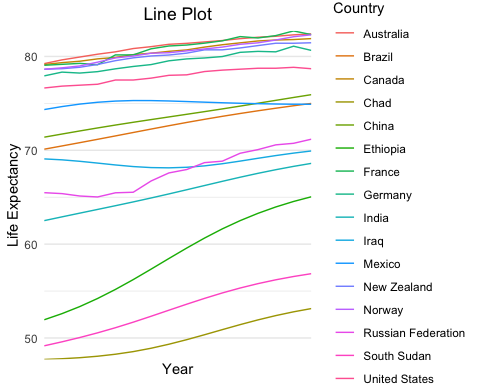 Line Plot
Life Expectancy
80
70
60
50
Year
Country
Australia
Brazil
Canada
Chad
China
Ethiopia
France
Germany
India
Iraq
Mexico
New Zealand
Norway
Russian Federation
South Sudan
United States